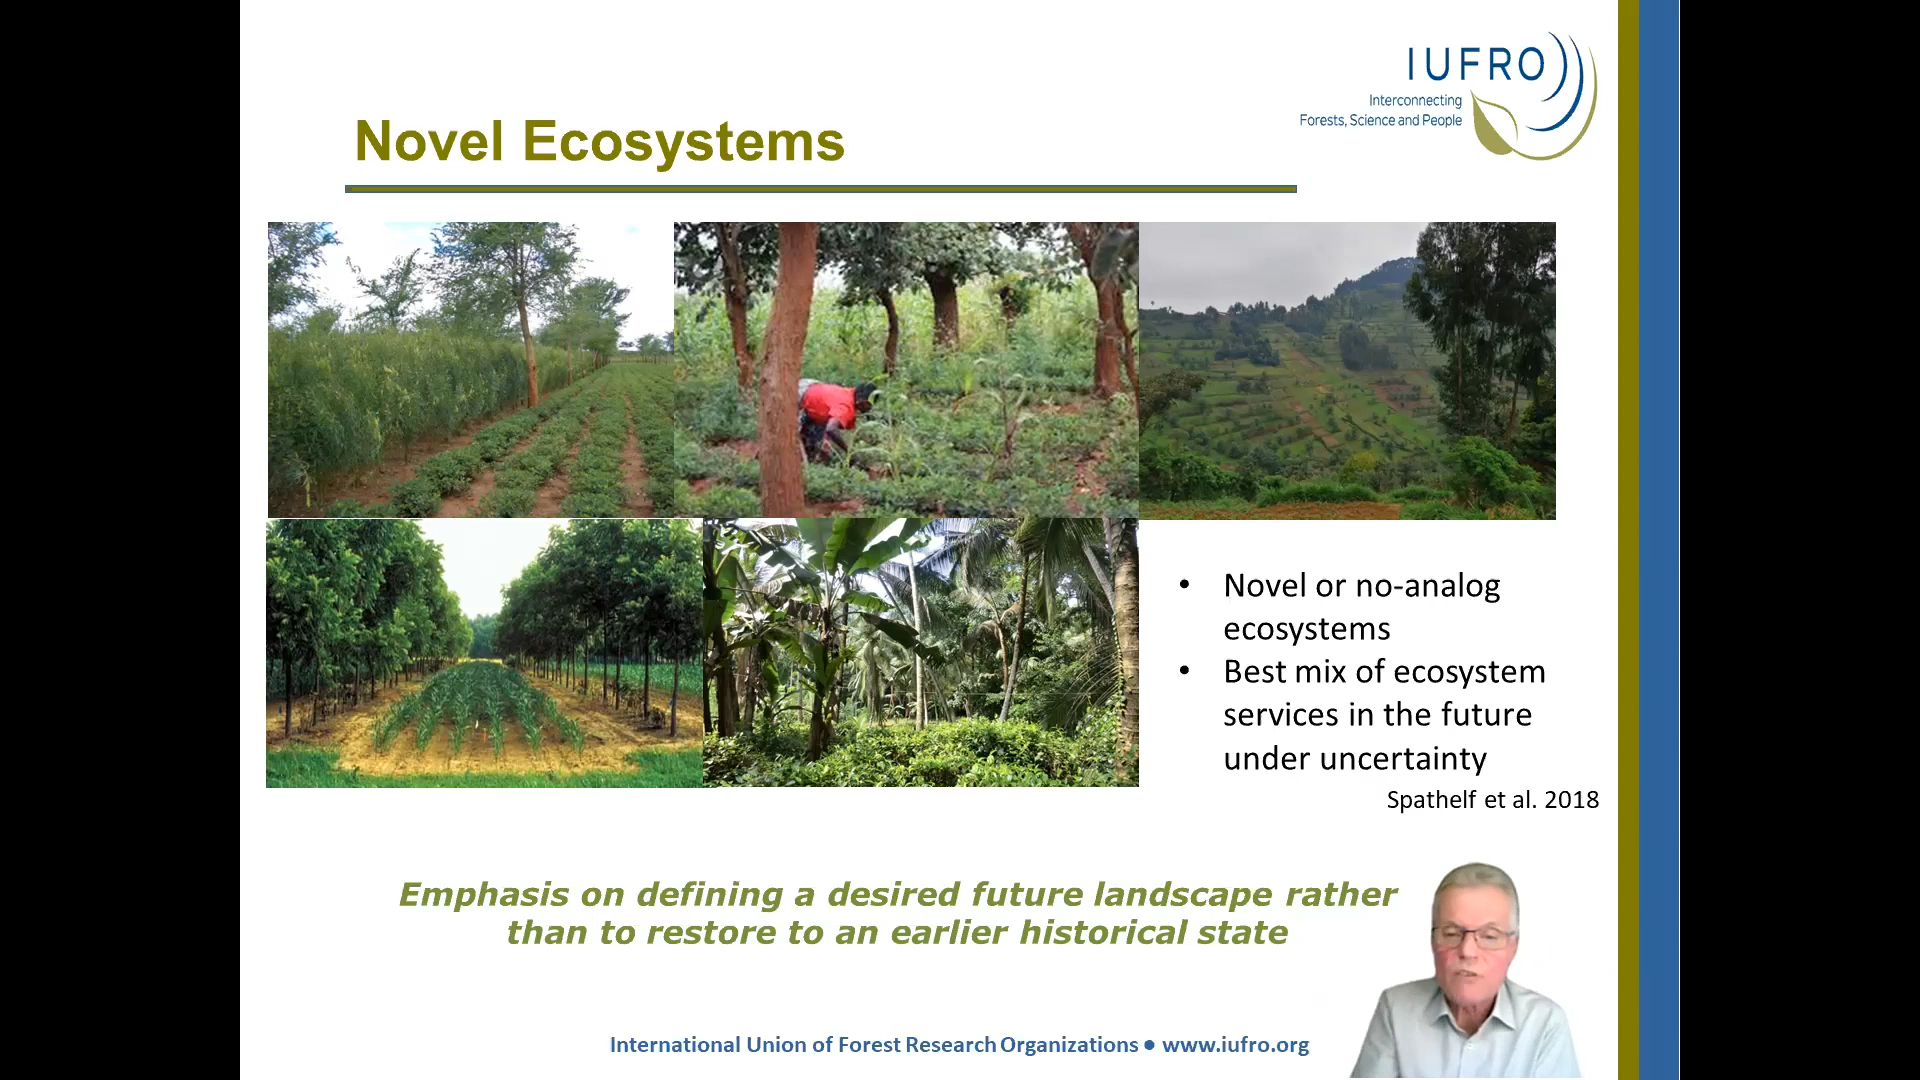 IUFRO
Interconnecting
Forests, Science and People
Novel Ecosystems
• Novel or no-analog
ecosystems
• Best mix of ecosystem
services in the future
under uncertainty
Spathelf et al. 2018
Emphasis on defining a desired future landscape rather
than to restore to an earlier historical state
International Union of Forest Research Organizations ● www.iufro.org